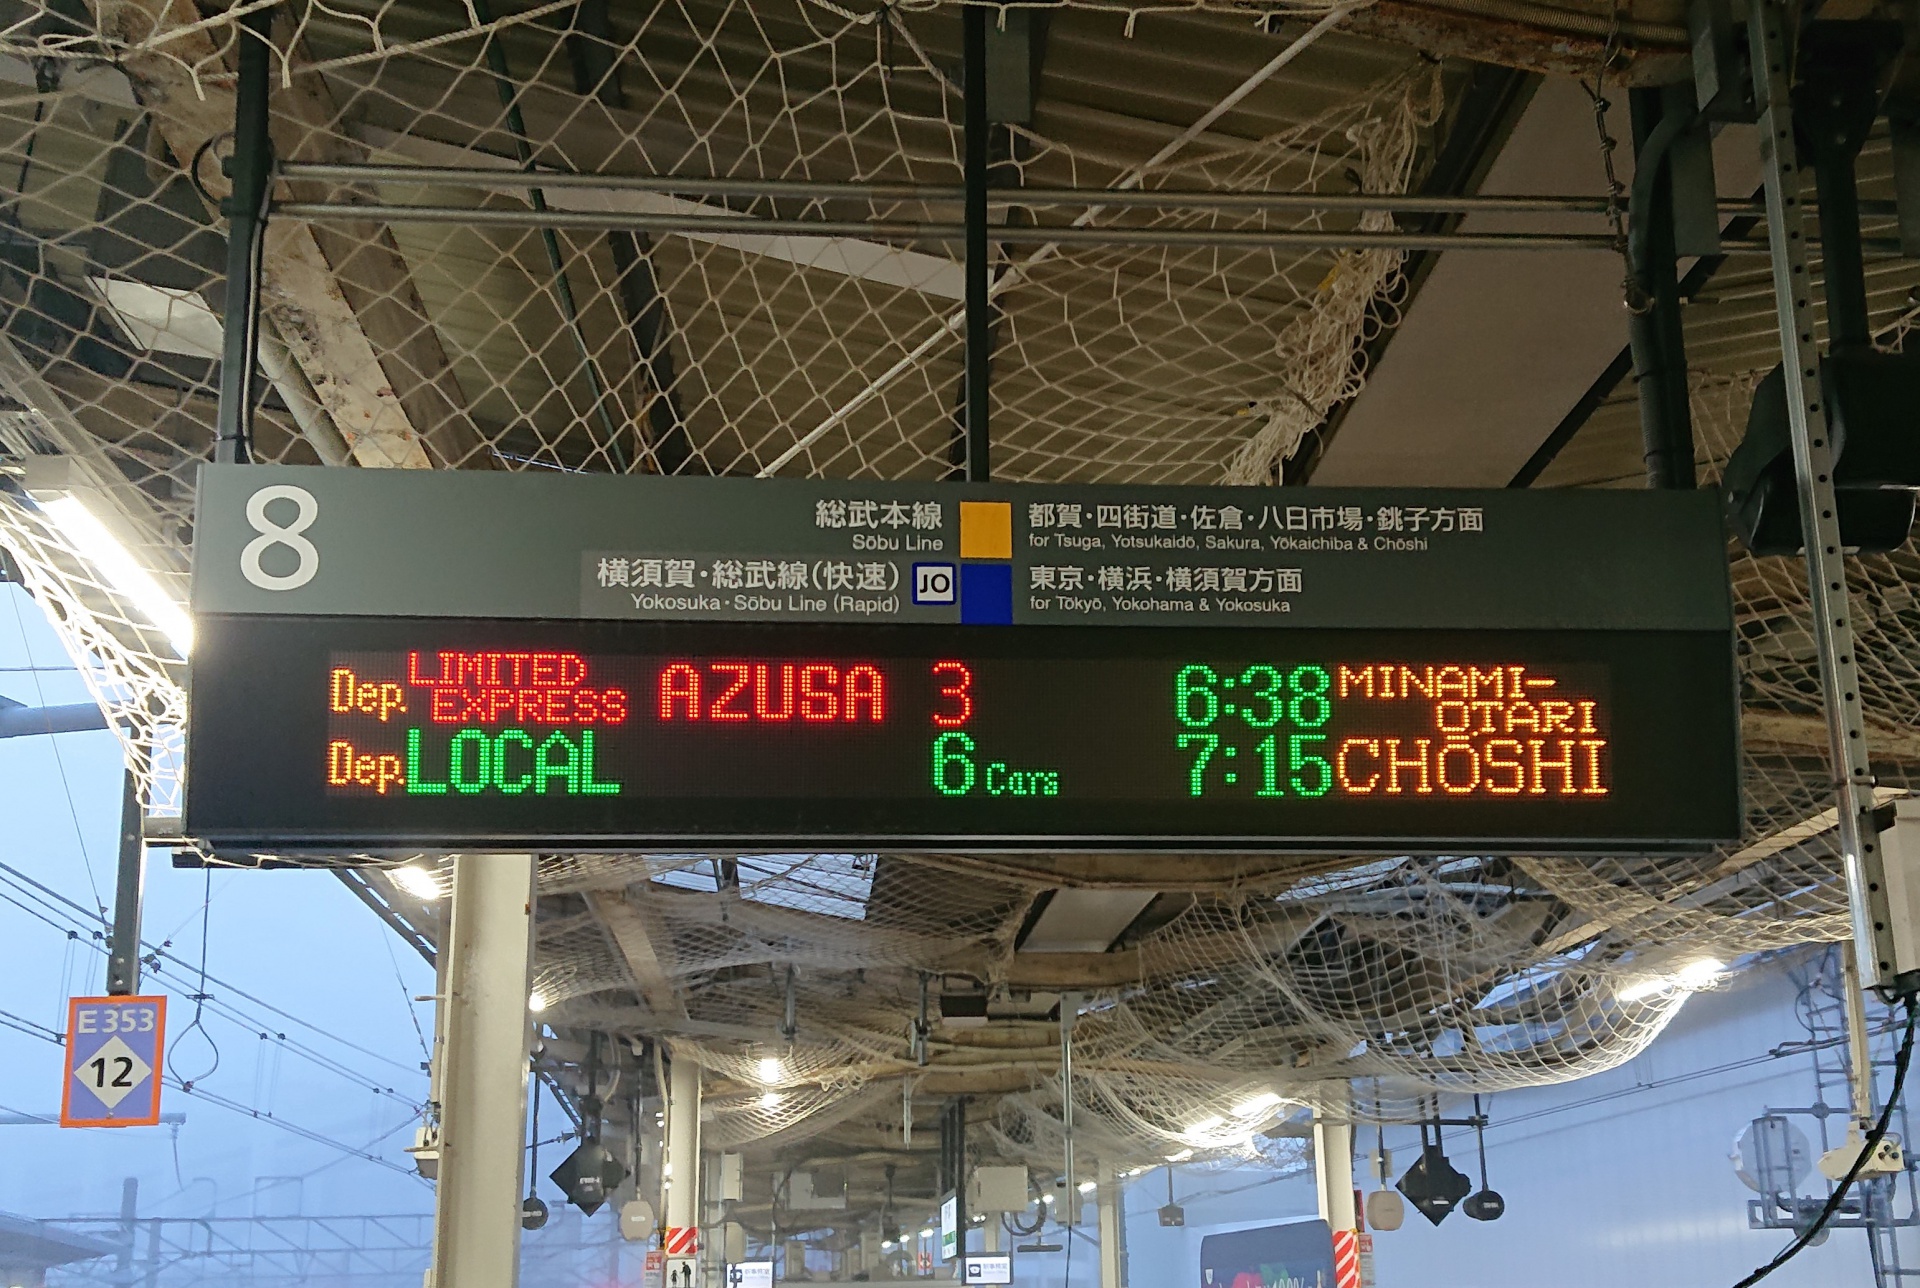 8
総武本線 都賀・四街道・佐倉・八日市場・銚子方面
Sōbu Line for Tsuga, Yotsukaidō, Sakura, Yōkaichiba & Chōshi
横須賀・総武線(快速) JO 東京・横浜・横須賀方面
Yokosuka・Sōbu Line (Rapid) for Tōkyō, Yokohama & Yokosuka
Dep. LIMITED EXPRESS AZUSA 3 6:38 MINAMI-OTARI
Dep. LOCAL 6 Cars 7:15 CHŌSHI
E353
12